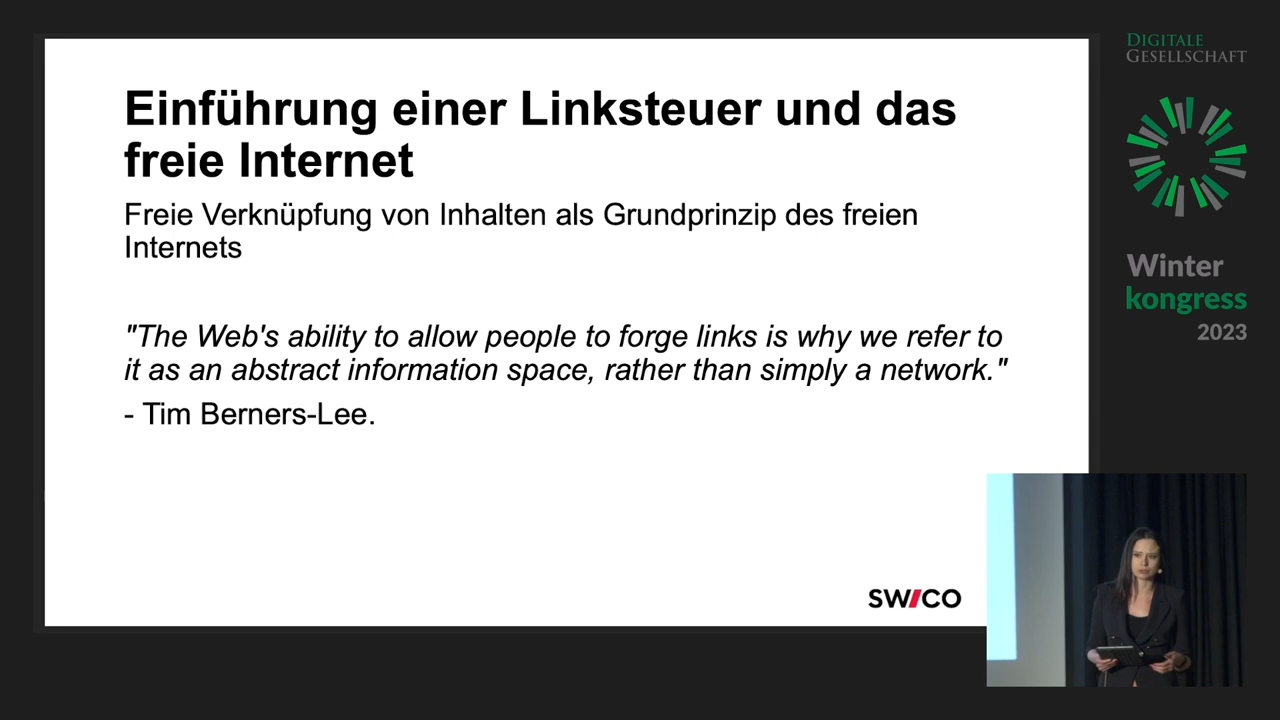 Einführung einer Linksteuer und das
freie Internet
Freie Verknüpfung von Inhalten als Grundprinzip des freien
Internets
"The Web's ability to allow people to forge links is why we refer to
it as an abstract information space, rather than simply a network."
- Tim Berners-Lee.
SWICO
DIGITALE
GESELLSCHAFT
Winter
kongress
2023